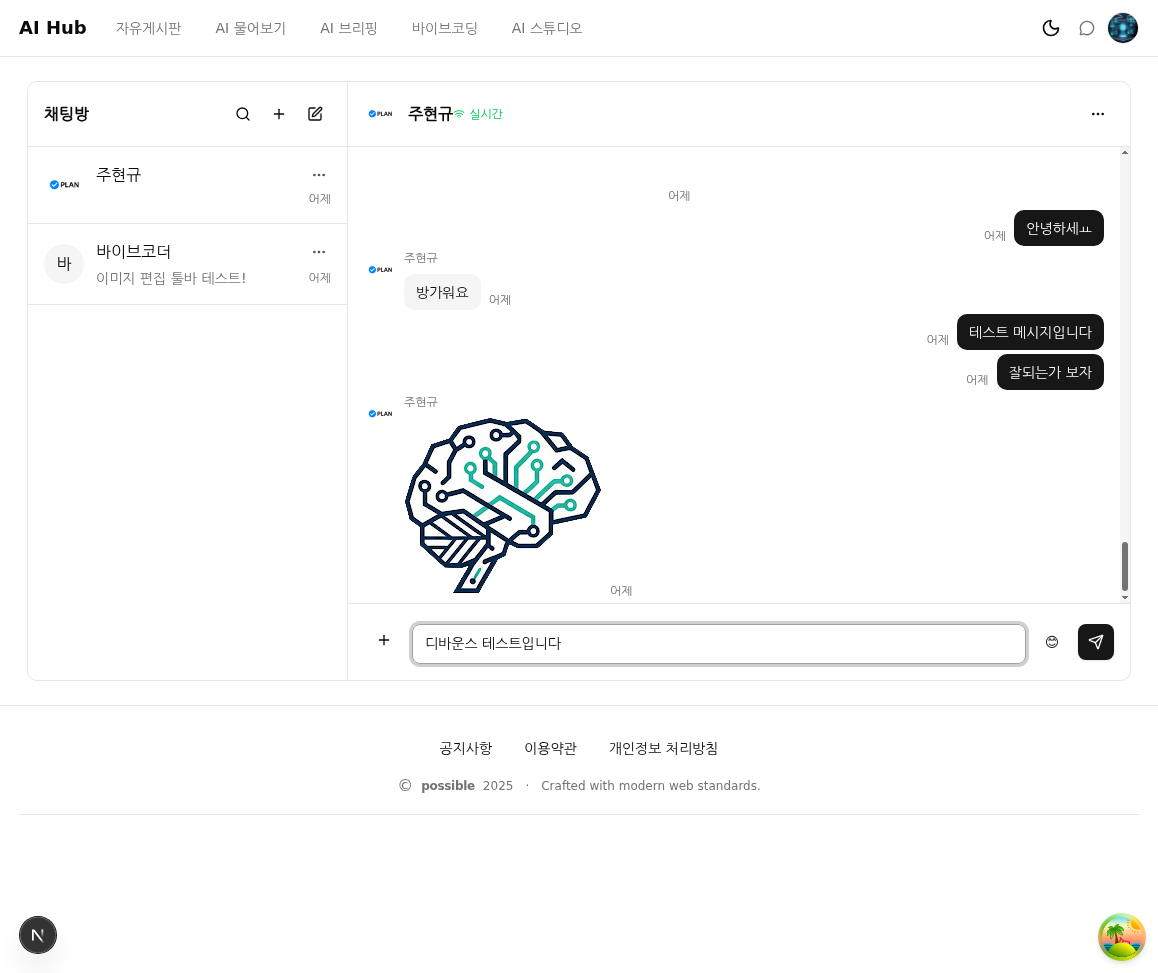 AI Hub
자유게시판
AI 물어보기
AI 브리핑
바이브코딩
AI 스튜디오
채팅방
PLAN
주현규
어제
바
바이브코더
이미지 편집 툴바 테스트!
어제
PLAN
주현규
실시간
어제
어제
안녕하세ㅛ
주현규
PLAN
방가워요
어제
어제
테스트 메시지입니다
어제
잘되는가 보자
주현규
PLAN
어제
디바운스 테스트입니다
공지사항
이용약관
개인정보 처리방침
© possible 2025 · Crafted with modern web standards.
N